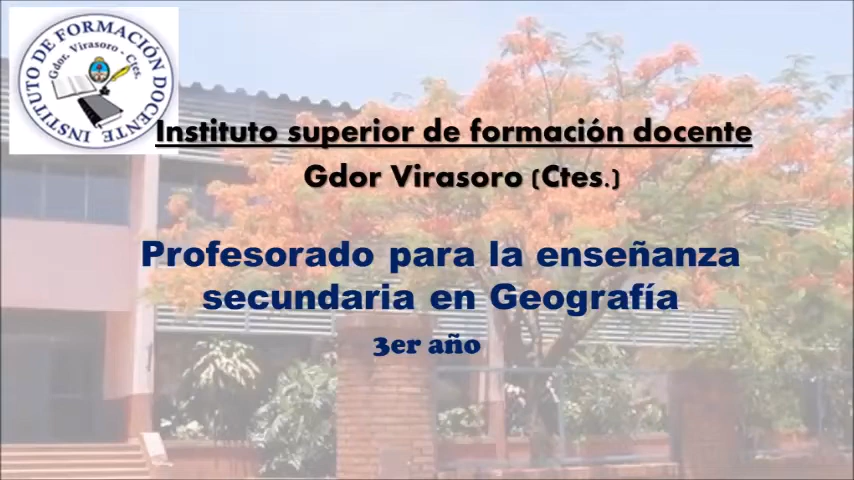 INSTITUTO DE FORMACIÓN DOCENTE
Gdor. Virasoro - Ctes.
Instituto superior de formación docente
Gdor Virasoro (Ctes.)
Profesorado para la enseñanza
secundaria en Geografía
3er año